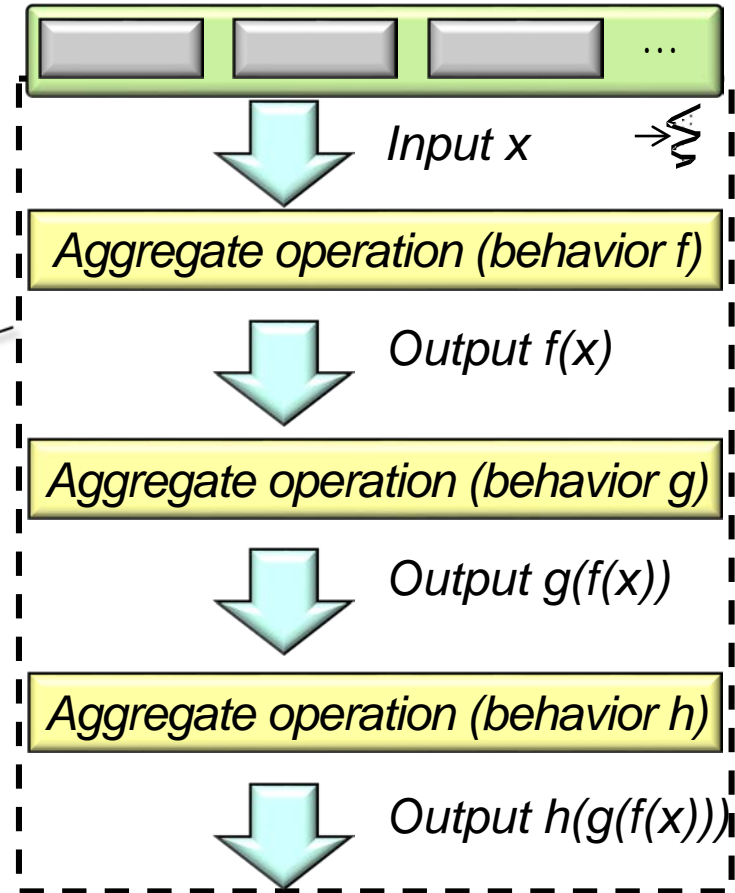 ...
Input x
Aggregate operation (behavior f)
Output f(x)
Aggregate operation (behavior g)
Output g(f(x))
Aggregate operation (behavior h)
Output h(g(f(x)))